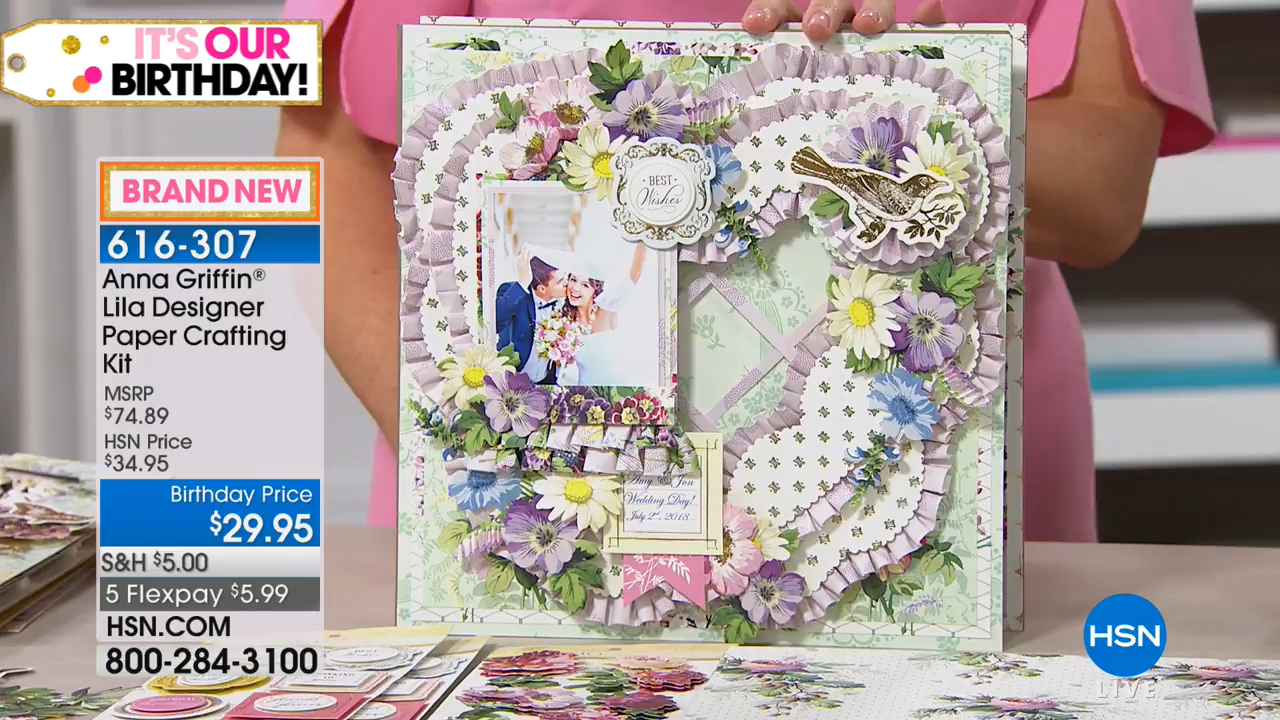 IT'S OUR
BIRTHDAY!
BRAND NEW
616-307
Anna Griffin®
Lila Designer
Paper Crafting
Kit
MSRP
$74.89
HSN Price
$34.95
Birthday Price
$29.95
S&H $5.00
5 Flexpay $5.99
HSN.COM
800-284-3100
• BEST •
Wishes
Amy & Jon
Wedding Day!
July 2nd, 2018
HSN
LIVE